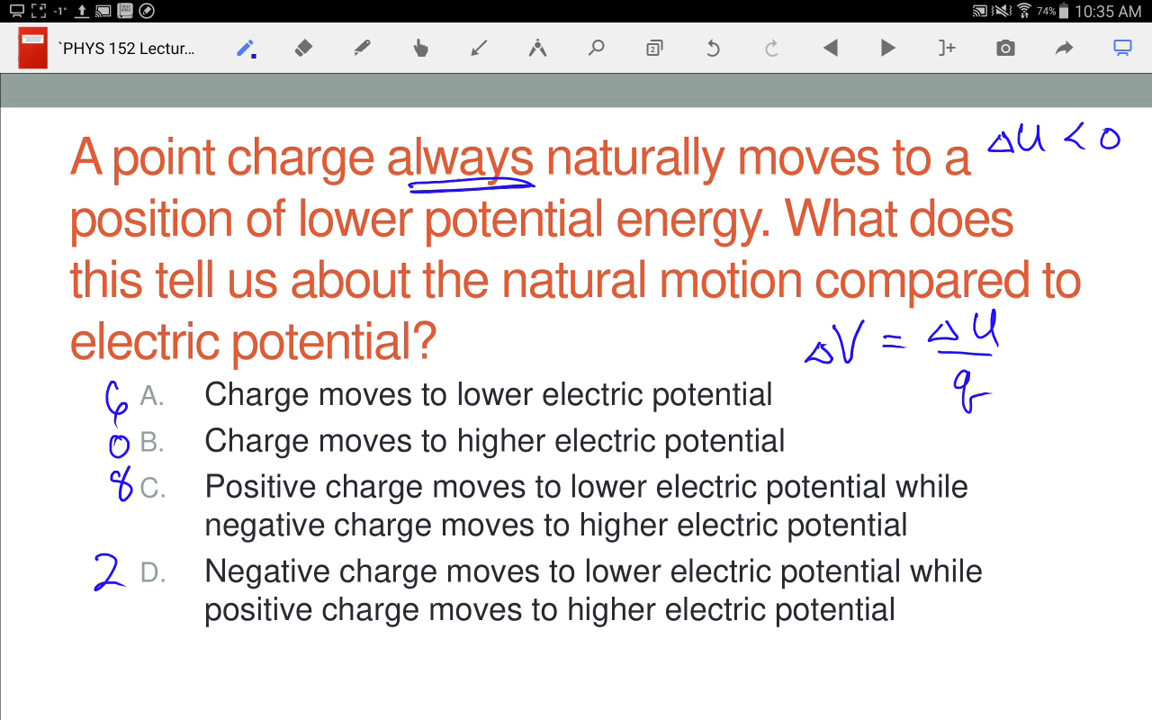 -1° 74% 10:35 AM
`PHYS 152 Lectur... 2
A point charge always naturally moves to a ΔU < 0
position of lower potential energy. What does
this tell us about the natural motion compared to
electric potential? ΔV = ΔU / q
6 A. Charge moves to lower electric potential
0 B. Charge moves to higher electric potential
8 C. Positive charge moves to lower electric potential while
negative charge moves to higher electric potential
2 D. Negative charge moves to lower electric potential while
positive charge moves to higher electric potential